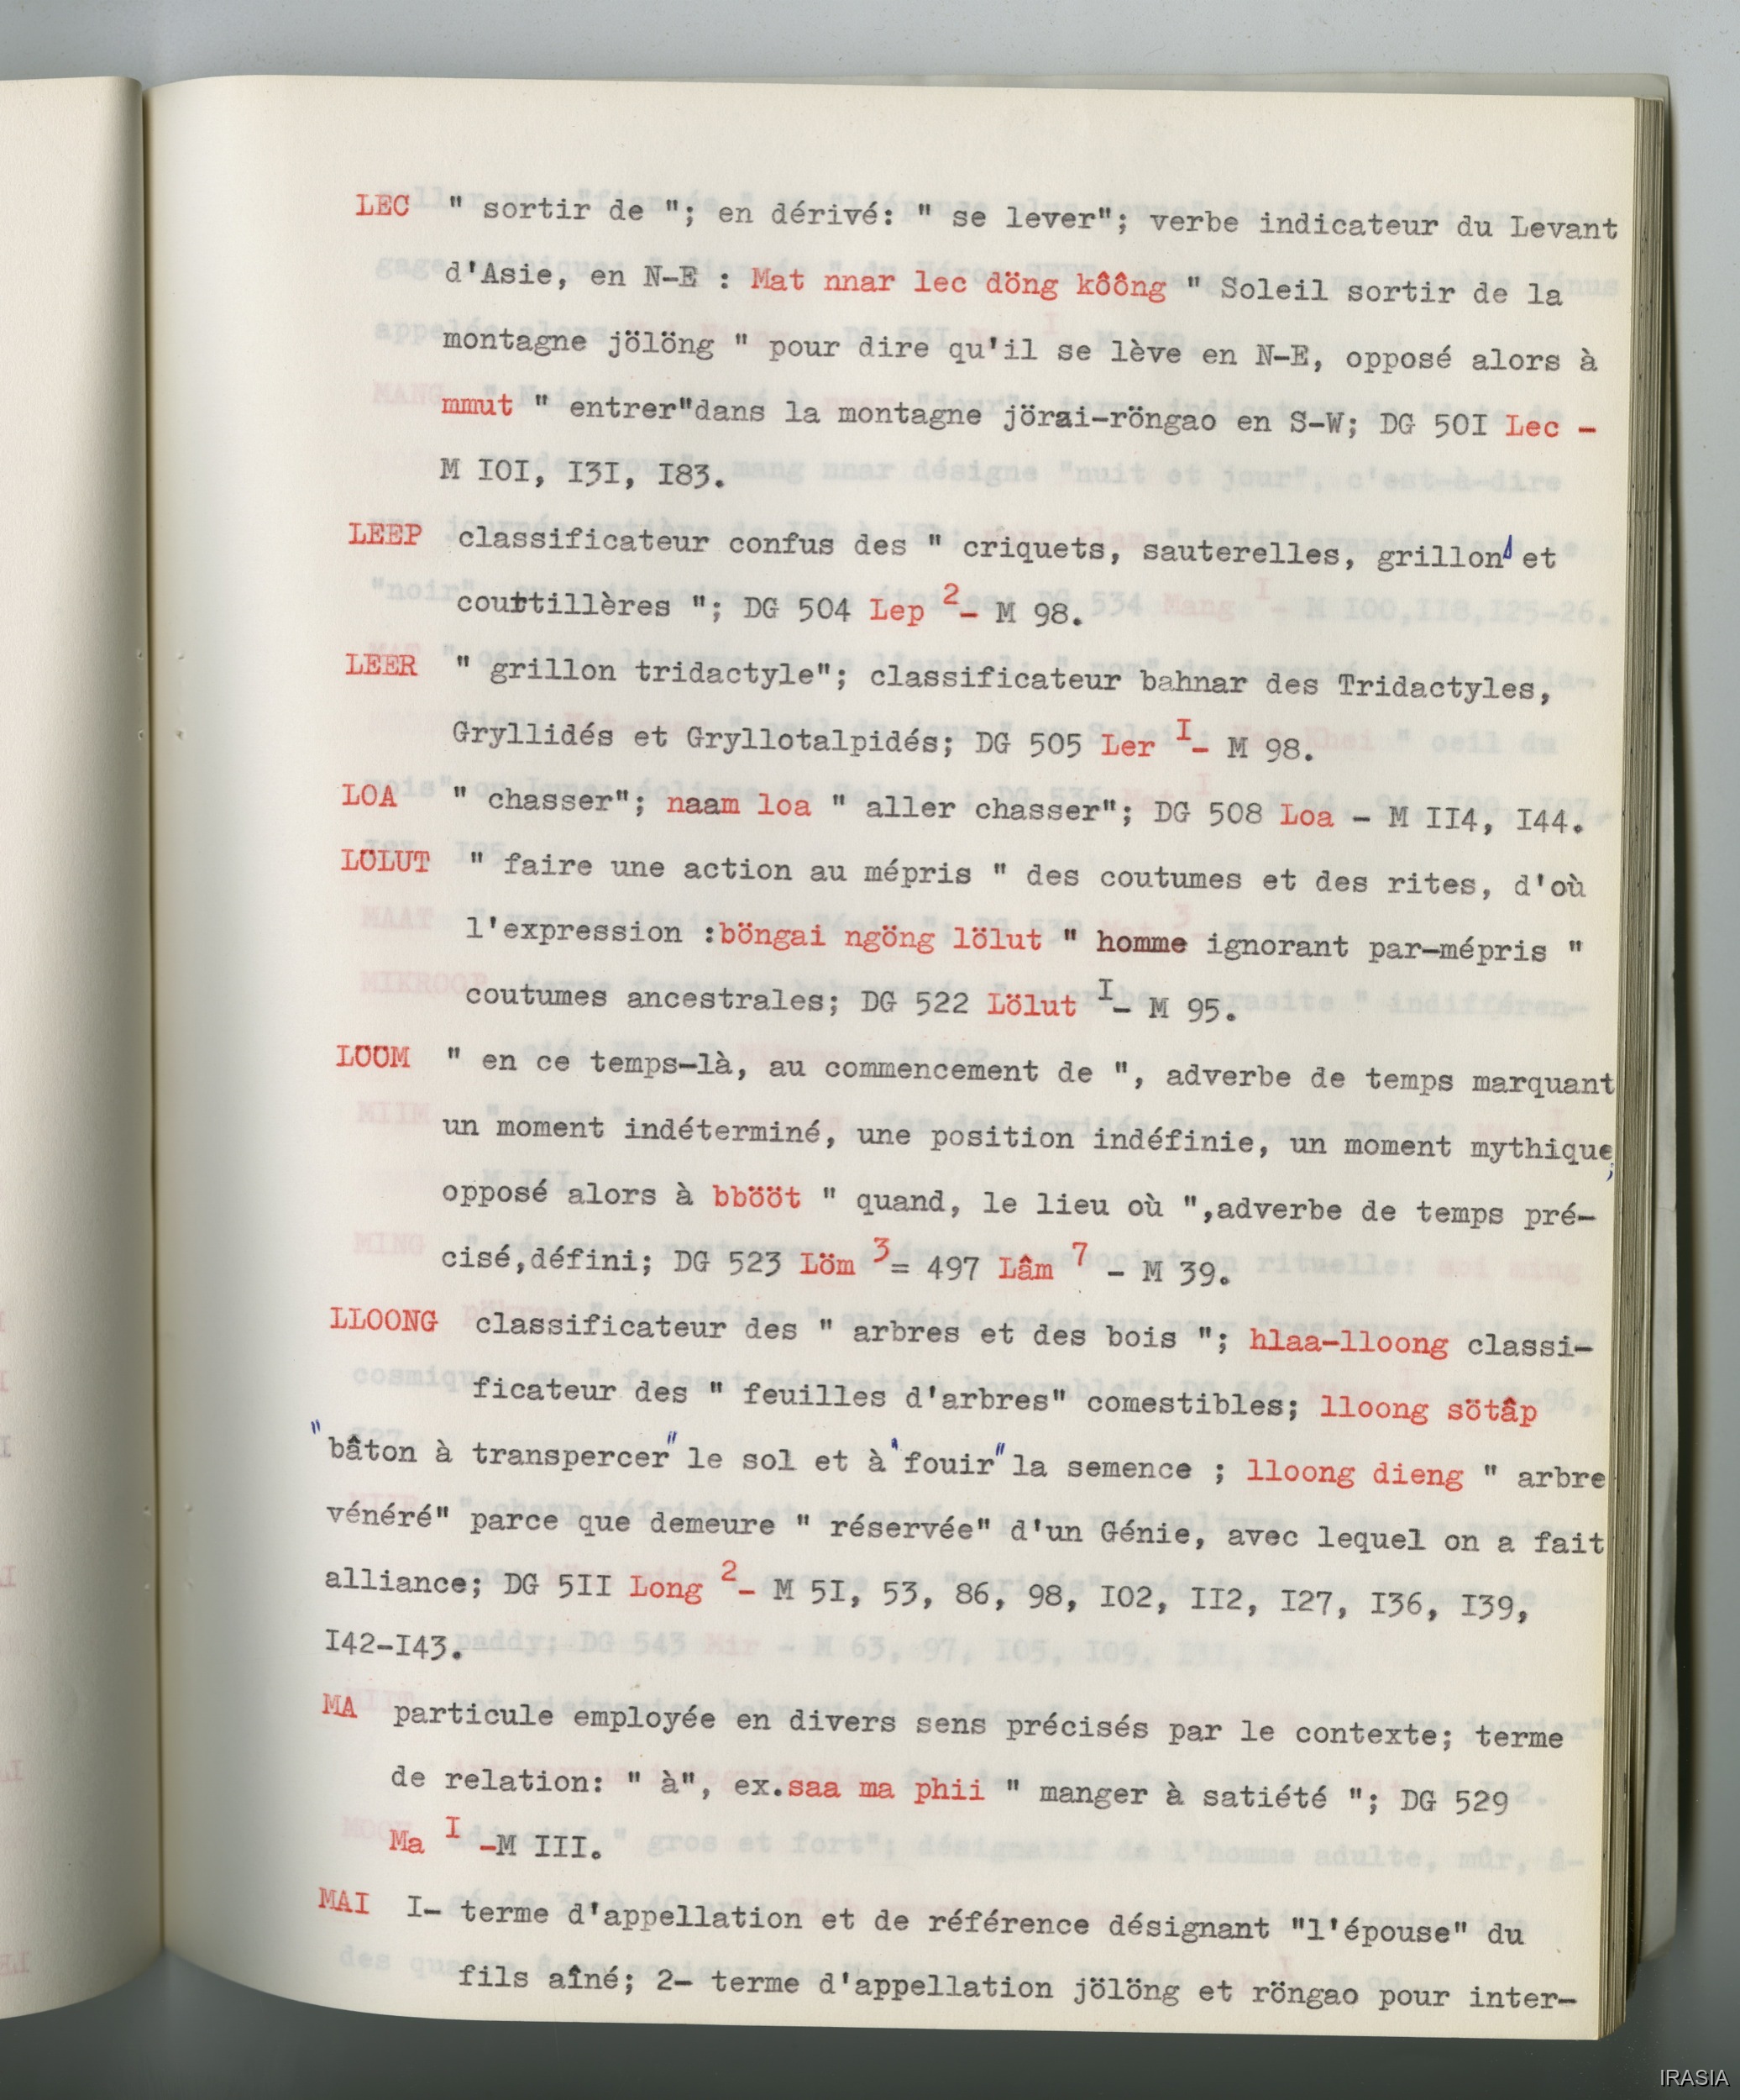 LEC " sortir de "; en dérivé: " se lever"; verbe indicateur du Levant
d'Asie, en N-E : Mat nnar lec döng kôông " Soleil sortir de la
montagne jölöng " pour dire qu'il se lève en N-E, opposé alors à
mmut " entrer"dans la montagne jörai-röngao en S-W; DG 50I Lec -
M I0I, I3I, I83.
LEEP classificateur confus des " criquets, sauterelles, grillons et
courtillères "; DG 504 Lep 2- M 98.
LEER " grillon tridactyle"; classificateur bahnar des Tridactyles,
Gryllidés et Gryllotalpidés; DG 505 Ler I- M 98.
LOA " chasser"; naam loa " aller chasser"; DG 508 Loa - M II4, I44.
LÖLUT " faire une action au mépris " des coutumes et des rites, d'où
l'expression :böngai ngöng lölut " homme ignorant par-mépris "
coutumes ancestrales; DG 522 Lölut I- M 95.
LÖÖM " en ce temps-là, au commencement de ", adverbe de temps marquant
un moment indéterminé, une position indéfinie, un moment mythique,
opposé alors à bbööt " quand, le lieu où ",adverbe de temps pré-
cisé,défini; DG 523 Löm 3= 497 Lâm 7 - M 39.
LLOONG classificateur des " arbres et des bois "; hlaa-lloong classi-
ficateur des " feuilles d'arbres" comestibles; lloong sötâp
"bâton à transpercer" le sol et à "fouir" la semence ; lloong dieng " arbre
vénéré" parce que demeure " réservée" d'un Génie, avec lequel on a fait
alliance; DG 5II Long 2- M 5I, 53, 86, 98, I02, II2, I27, I36, I39,
I42-I43.
MA particule employée en divers sens précisés par le contexte; terme
de relation: " à", ex.saa ma phii " manger à satiété "; DG 529
Ma I -M III.
MAI I- terme d'appellation et de référence désignant "l'épouse" du
fils aîné; 2- terme d'appellation jölöng et röngao pour inter-
IRASIA